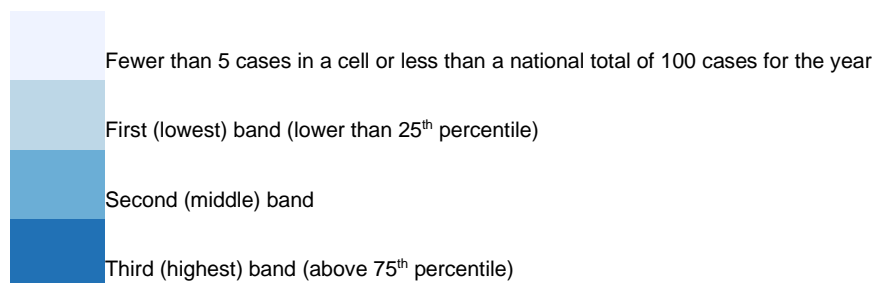 Fewer than 5 cases in a cell or less than a national total of 100 cases for the year
First (lowest) band (lower than 25th percentile)
Second (middle) band
Third (highest) band (above 75th percentile)